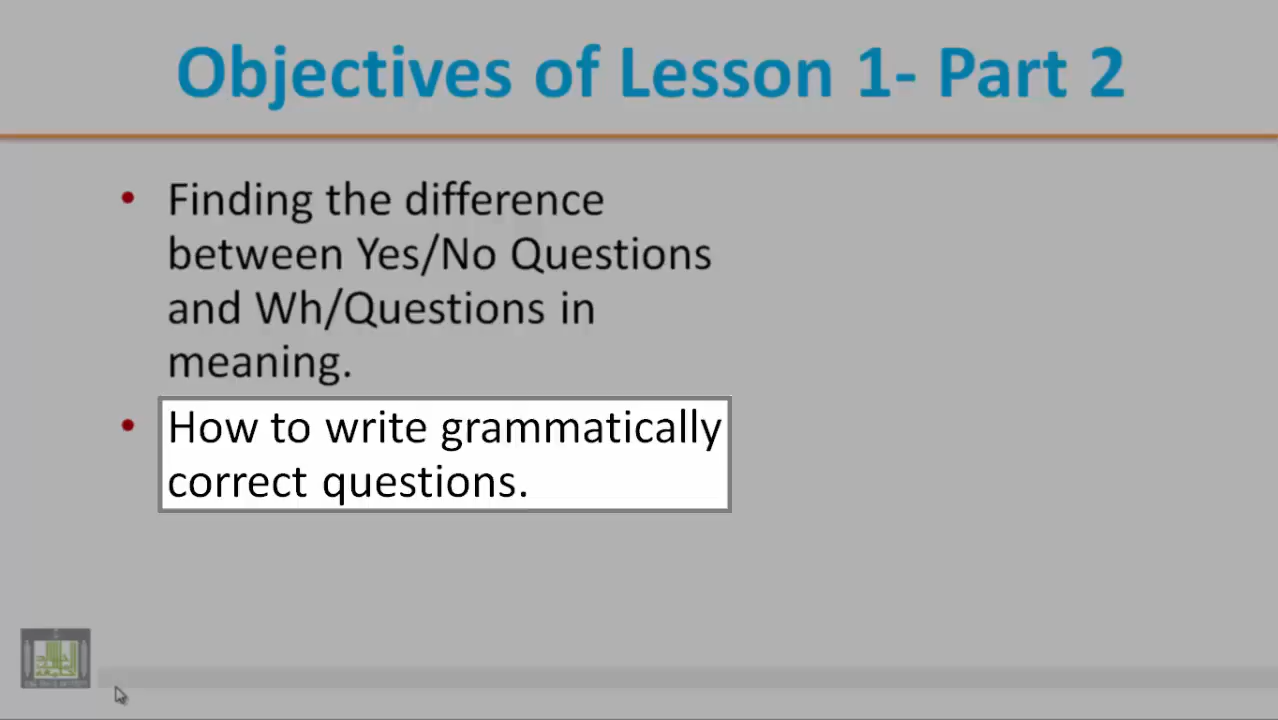 Objectives of Lesson 1- Part 2
• Finding the difference
between Yes/No Questions
and Wh/Questions in
meaning.
• How to write grammatically
correct questions.